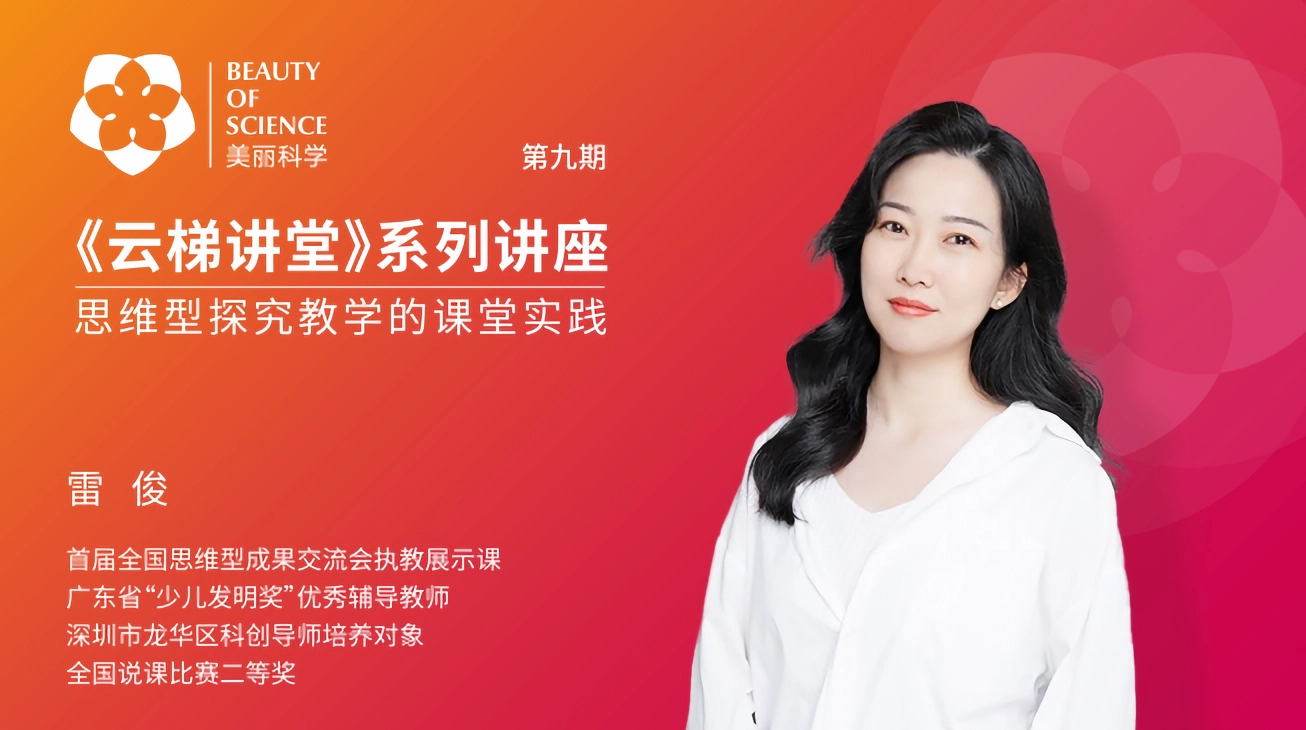 BEAUTY
OF
SCIENCE
美丽科学
第九期
《云梯讲堂》系列讲座
思维型探究教学的课堂实践
雷 俊
首届全国思维型成果交流会执教展示课
广东省“少儿发明奖”优秀辅导教师
深圳市龙华区科创导师培养对象
全国说课比赛二等奖